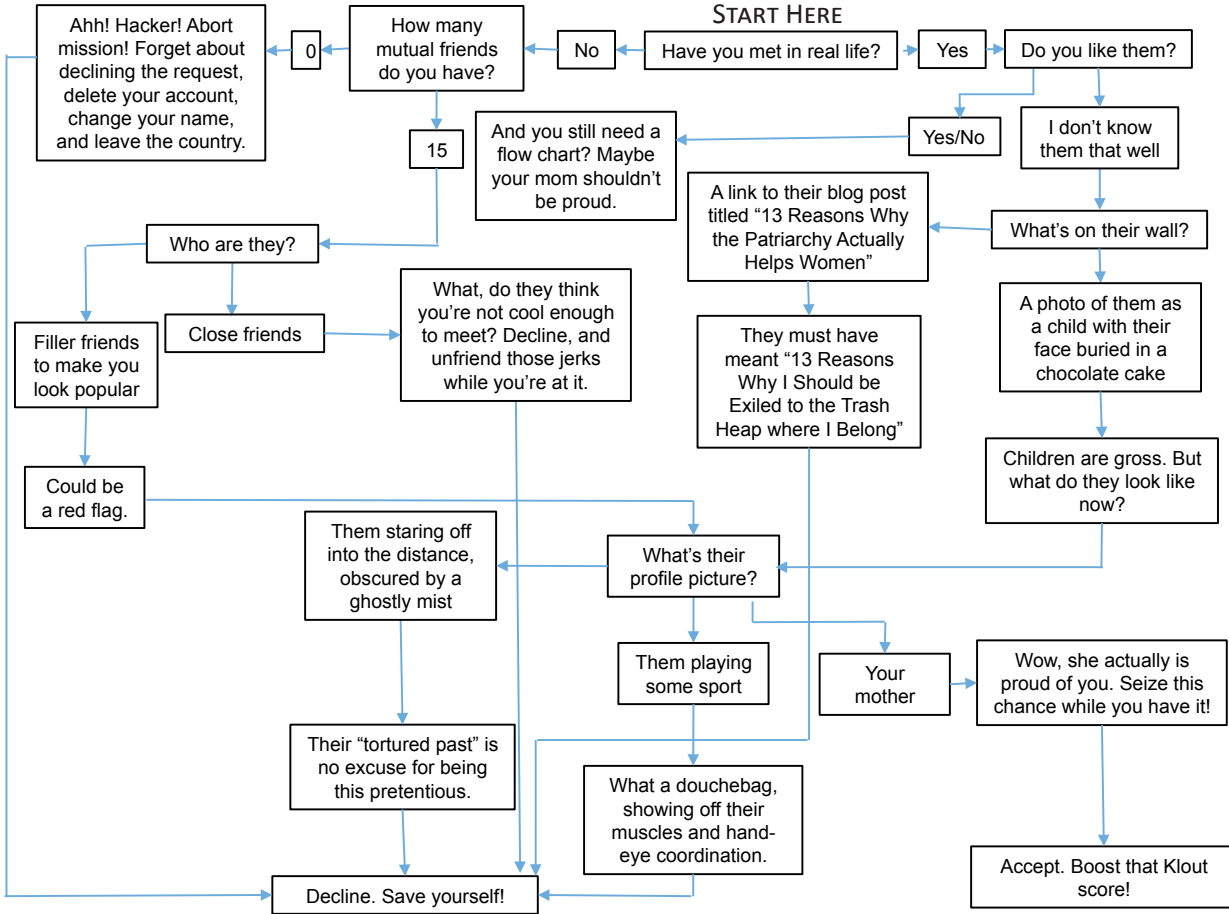 START HERE
Ahh! Hacker! Abort
mission! Forget about
declining the request,
delete your account,
change your name,
and leave the country.
0
How many
mutual friends
do you have?
No
Have you met in real life?
Yes
Do you like them?
15
And you still need a
flow chart? Maybe
your mom shouldn’t
be proud.
Yes/No
I don’t know
them that well
Who are they?
A link to their blog post
titled “13 Reasons Why
the Patriarchy Actually
Helps Women”
What’s on their wall?
Filler friends
to make you
look popular
Close friends
What, do they think
you’re not cool enough
to meet? Decline, and
unfriend those jerks
while you’re at it.
They must have
meant “13 Reasons
Why I Should be
Exiled to the Trash
Heap where I Belong”
A photo of them as
a child with their
face buried in a
chocolate cake
Could be
a red flag.
Children are gross. But
what do they look like
now?
Them staring off
into the distance,
obscured by a
ghostly mist
What’s their
profile picture?
Them playing
some sport
Your
mother
Wow, she actually is
proud of you. Seize this
chance while you have it!
Their “tortured past” is
no excuse for being
this pretentious.
What a douchebag,
showing off their
muscles and hand-
eye coordination.
Decline. Save yourself!
Accept. Boost that Klout
score!